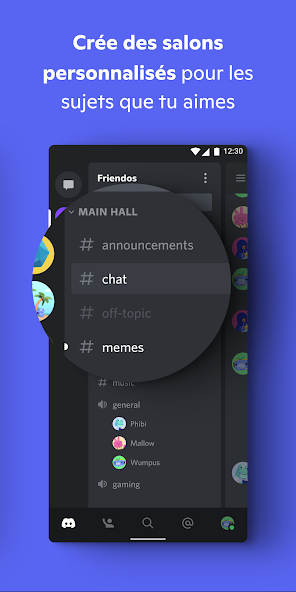 Crée des salons
personnalisés pour les
sujets que tu aimes
12:30
Friendos
MAIN HALL
# announcements
# chat
# off-topic
# memes
# music
general
Phibi
Mallow
Wumpus
gaming
@